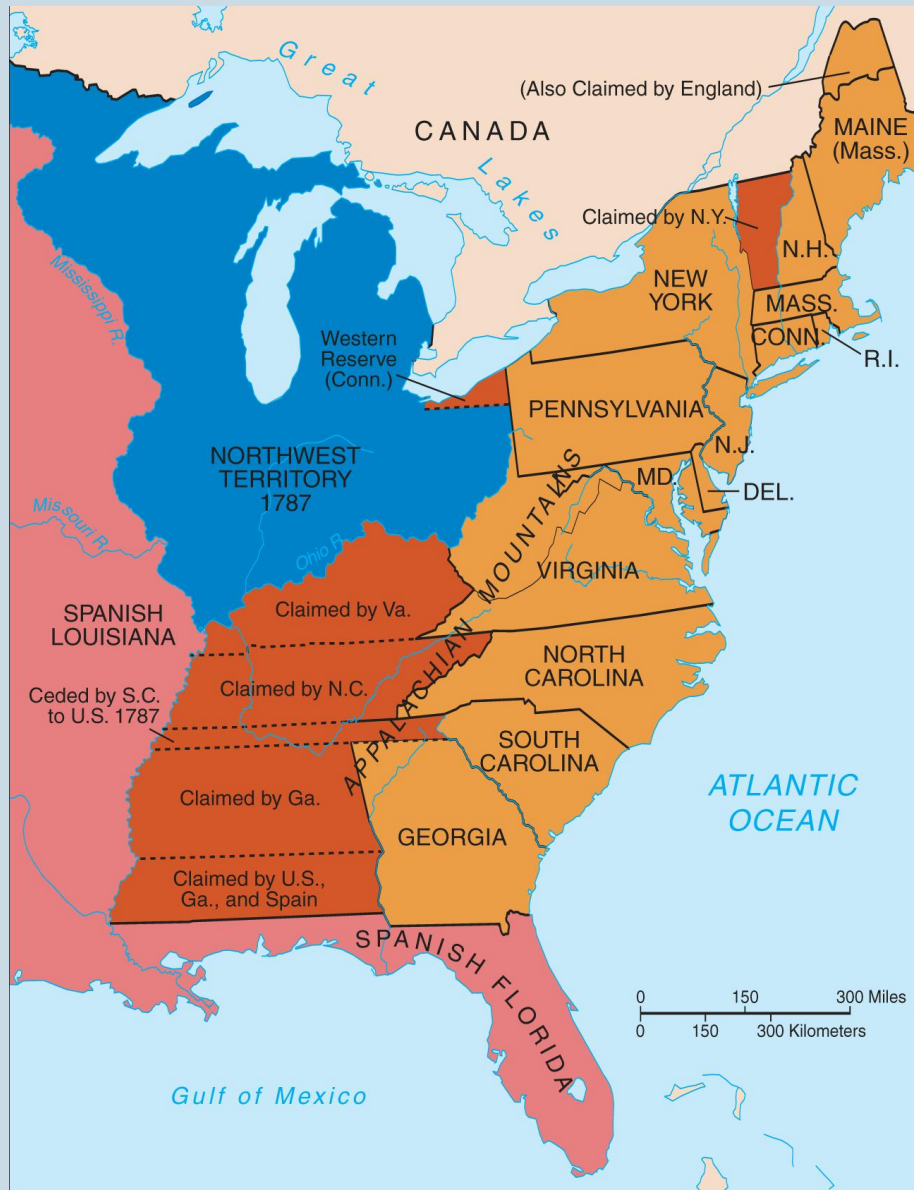 Great
Lakes
(Also Claimed by England)
CANADA
MAINE
(Mass.)
Claimed by N.Y.
N.H.
Mississippi R.
NEW
YORK
MASS.
Western
Reserve
(Conn.)
CONN.
R.I.
PENNSYLVANIA
NORTHWEST
TERRITORY
1787
N.J.
MD.
DEL.
Missouri R.
Ohio R.
APPALACHIAN MOUNTAINS
VIRGINIA
SPANISH
LOUISIANA
Claimed by Va.
Claimed by N.C.
NORTH
CAROLINA
Ceded by S.C.
to U.S. 1787
SOUTH
CAROLINA
Claimed by Ga.
ATLANTIC
OCEAN
GEORGIA
Claimed by U.S.,
Ga., and Spain
SPANISH FLORIDA
0 150 300 Miles
0 150 300 Kilometers
Gulf of Mexico